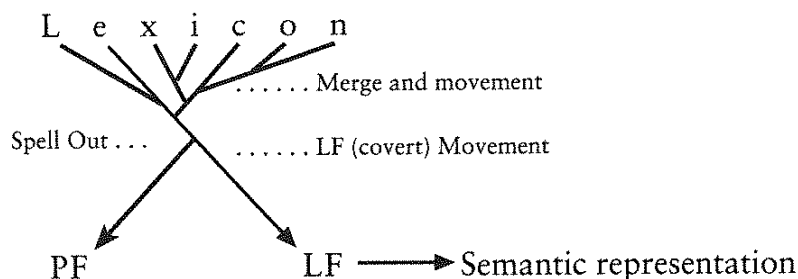 L e x i c o n
...... Merge and movement
Spell Out ...
...... LF (covert) Movement
PF
LF
Semantic representation